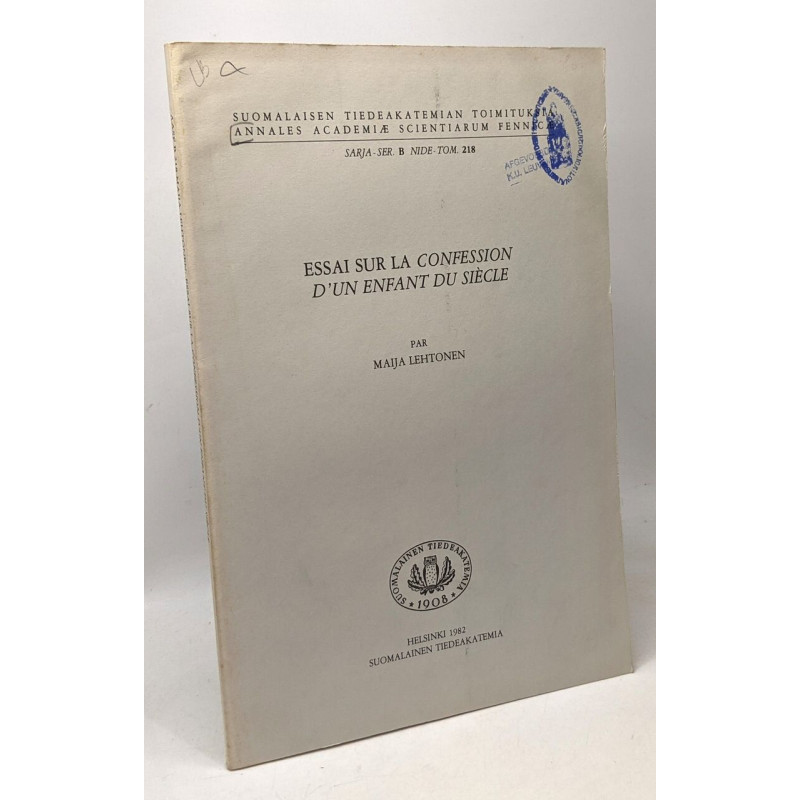 SUOMALAISEN TIEDEAKATEMIAN TOIMITUKSIA
ANNALES ACADEMIÆ SCIENTIARUM FENNICÆ
SARJA-SER. B NIDE-TOM. 218
K.U. LEUV
ESSAI SUR LA CONFESSION
D'UN ENFANT DU SIÈCLE
PAR
MAIJA LEHTONEN
SUOMALAINEN TIEDEAKATEMIA
* 1908 *
HELSINKI 1982
SUOMALAINEN TIEDEAKATEMIA